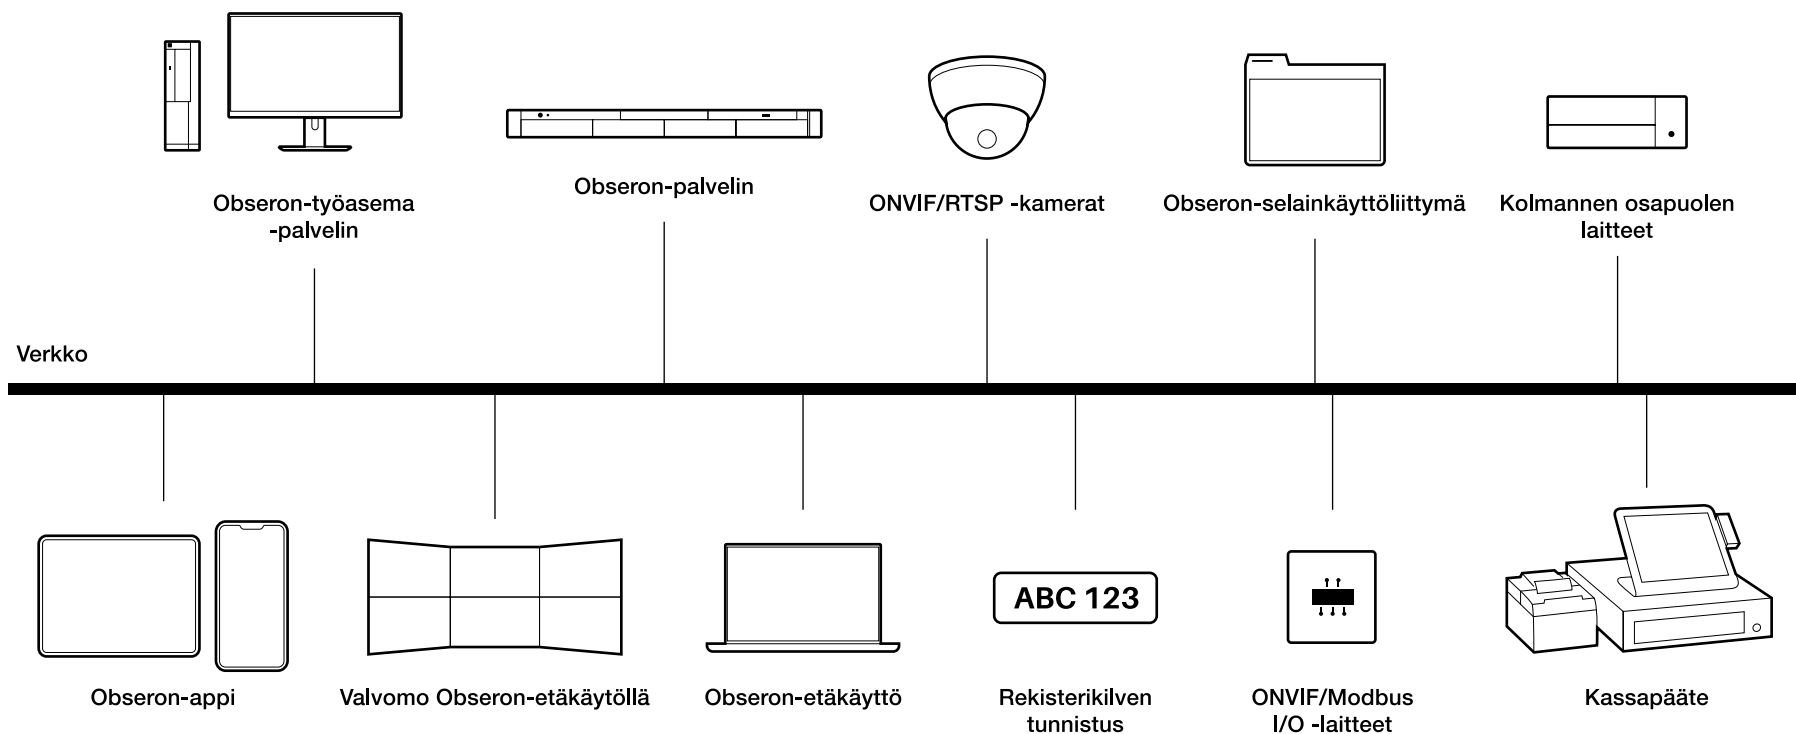 Obseron-työasema
-palvelin
Obseron-palvelin
ONVIF/RTSP -kamerat
Obseron-selainkäyttöliittymä
Kolmannen osapuolen
laitteet
Verkko
ABC 123
Obseron-appi
Valvomo Obseron-etäkäytöllä
Obseron-etäkäyttö
Rekisterikilven
tunnistus
ONVIF/Modbus
I/O -laitteet
Kassapääte